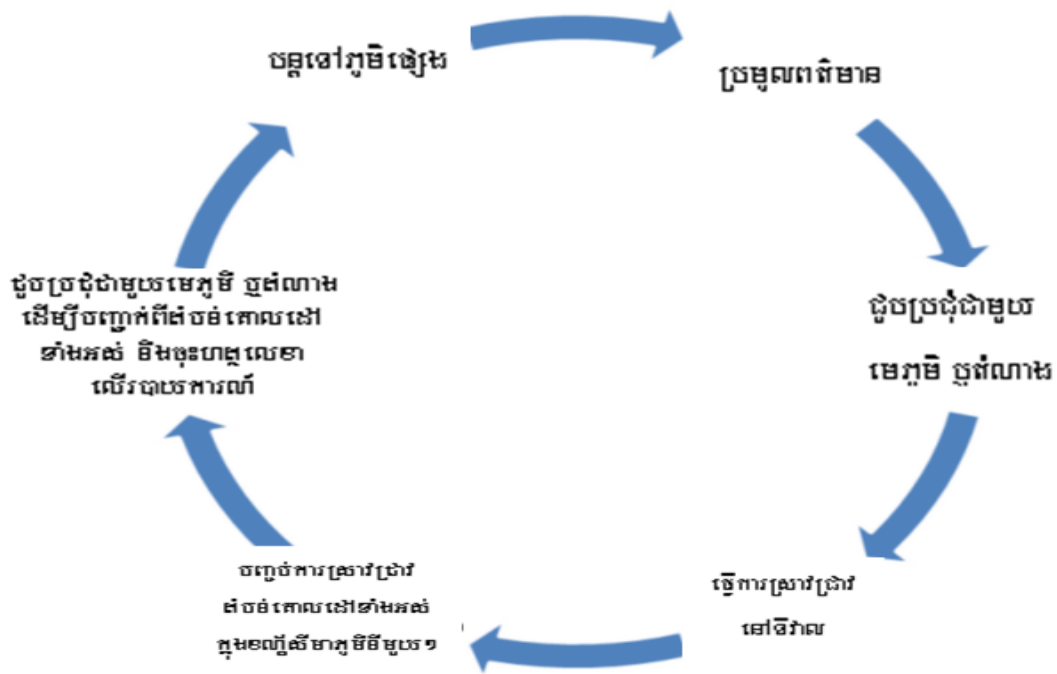 បន្តទៅភូមិផ្សេង
ប្រមូលពត៌មាន
ជួបប្រជុំជាមួយ
មេភូមិ ឬតំណាង
ធ្វើការស្រាវជ្រាវ
នៅទីវាល
បញ្ចប់ការស្រាវជ្រាវ
តំបន់គោលដៅទាំងអស់
ក្នុងខណ្ឌ័សីមាភូមិនីមួយៗ
ជួបប្រជុំជាមួយមេភូមិ ឬតំណាង
ដើម្បីបញ្ជាក់ពីតំបន់គោលដៅ
ទាំងអស់ និងចុះហត្ថលេខា
លើរបាយការណ៍